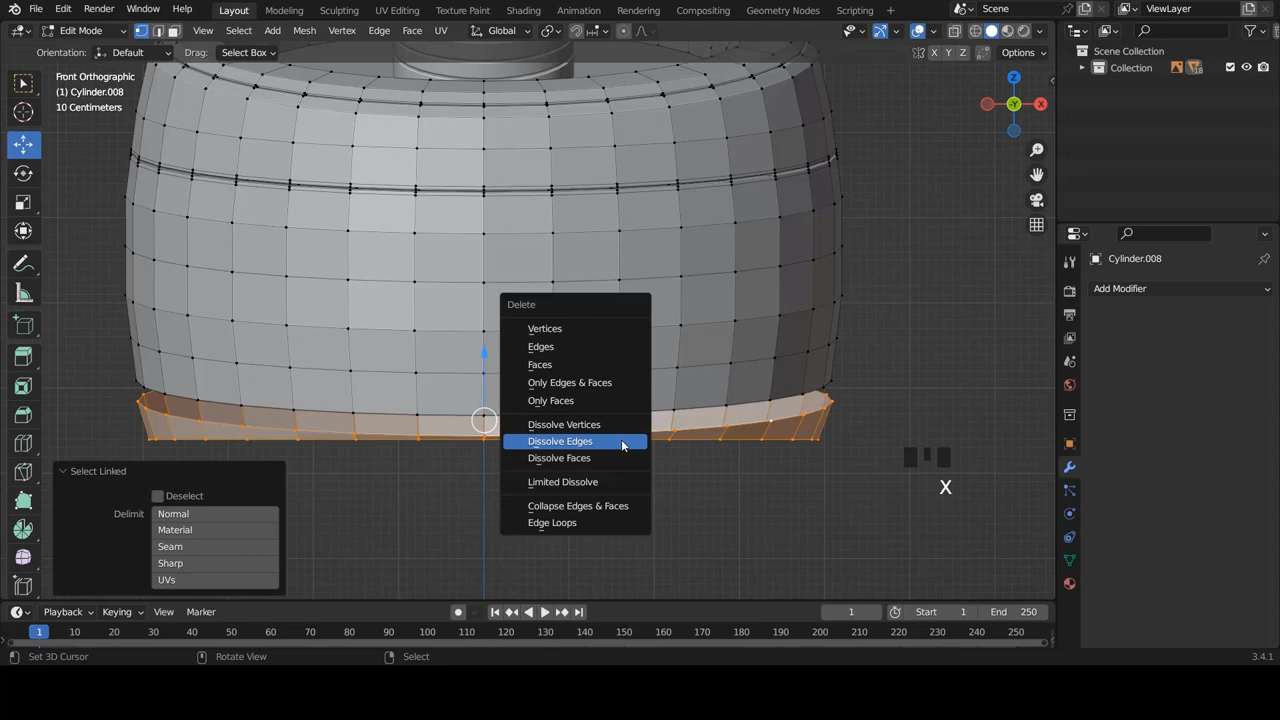 File Edit Render Window Help Layout Modeling Sculpting UV Editing Texture Paint Shading Animation Rendering Compositing Geometry Nodes Scripting Scene ViewLayer
Edit Mode View Select Add Mesh Vertex Edge Face UV Global
Orientation: Default Drag: Select Box X Y Z Options
Scene Collection
Collection 18
Front Orthographic
(1) Cylinder.008
10 Centimeters
Z
Y
X
Cylinder.008
Add Modifier
Delete
Vertices
Edges
Faces
Only Edges & Faces
Only Faces
Dissolve Vertices
Dissolve Edges
Dissolve Faces
Limited Dissolve
Collapse Edges & Faces
Edge Loops
Select Linked
Deselect
Delimit Normal
Material
Seam
Sharp
UVs
X
Playback Keying View Marker 1 Start 1 End 250
1 10 20 30 40 50 60 70 80 90 100 110 120 130 140 150 160 170 180 190 200 210 220 230 240 250
Set 3D Cursor Rotate View Select 3.4.1